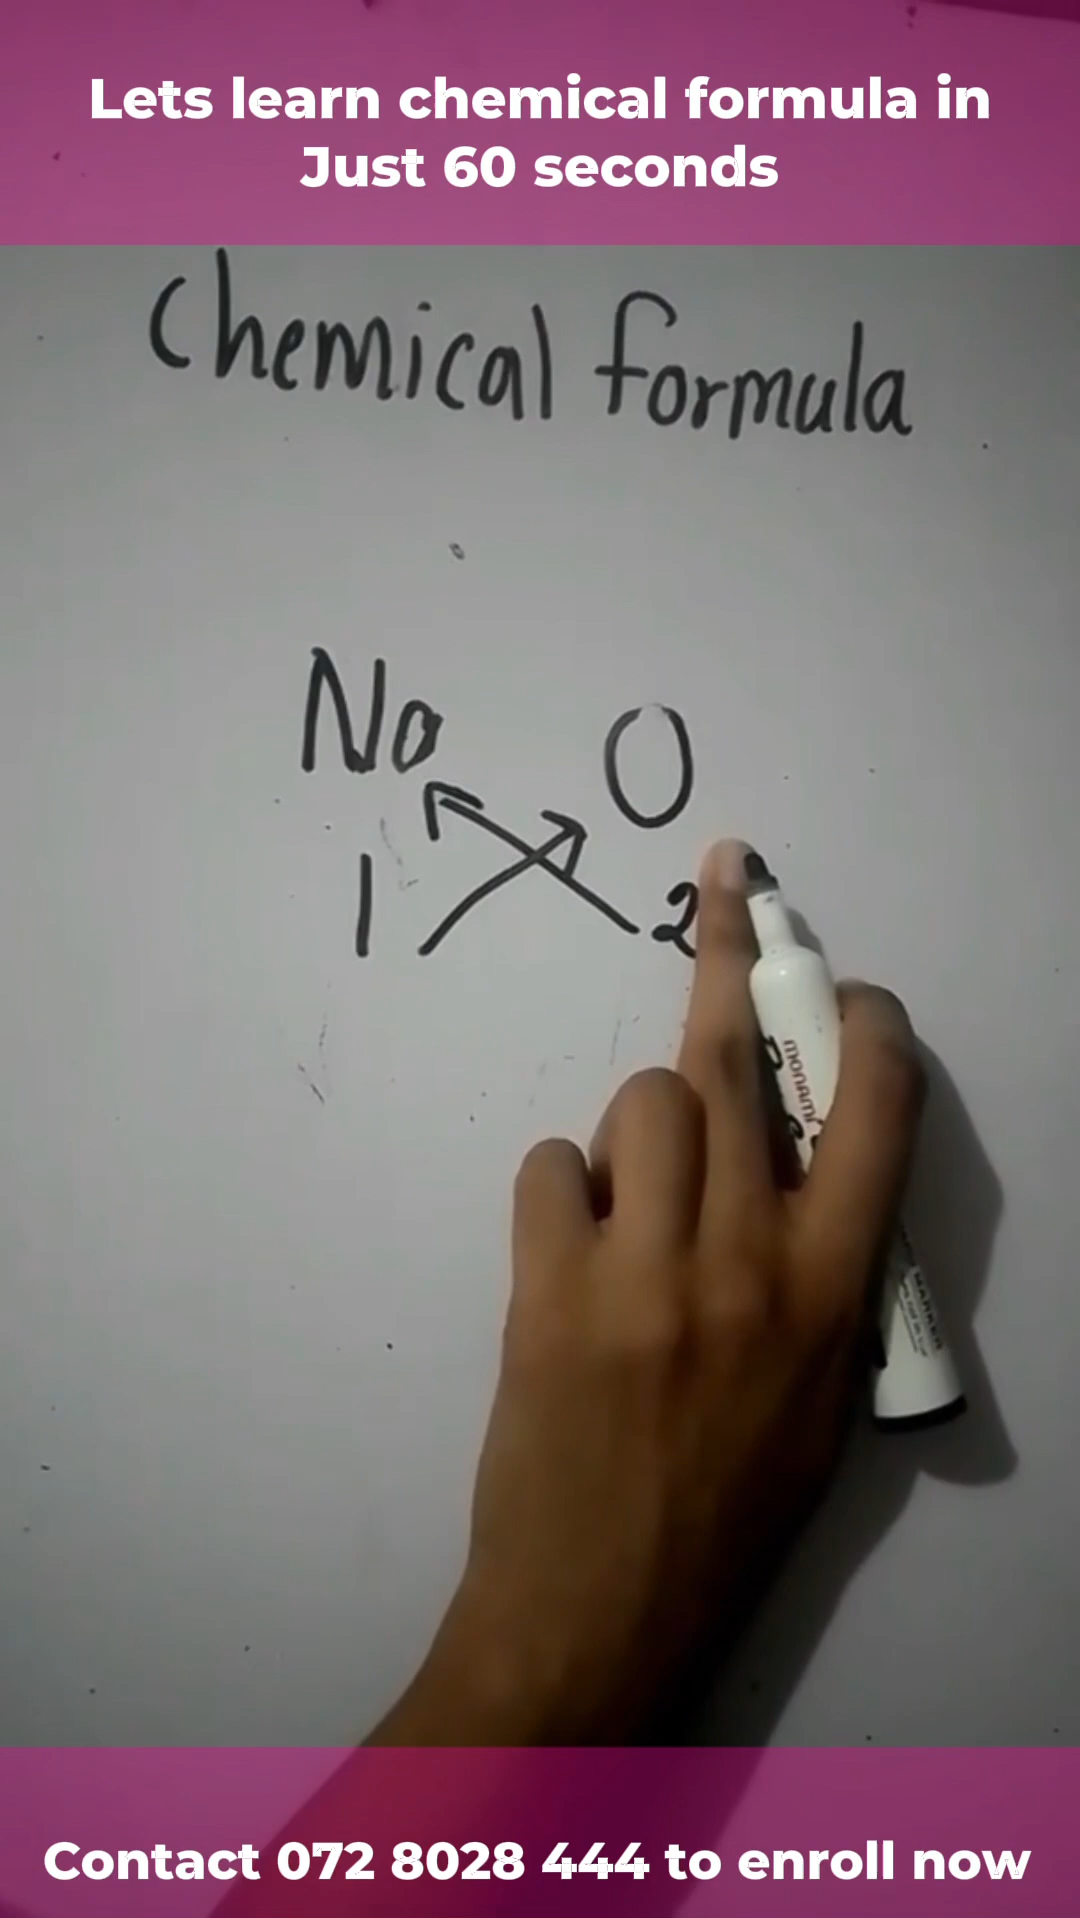 Lets learn chemical formula in
Just 60 seconds
Chemical formula
Na O
1 2
monami
MARKER
Contact 072 8028 444 to enroll now